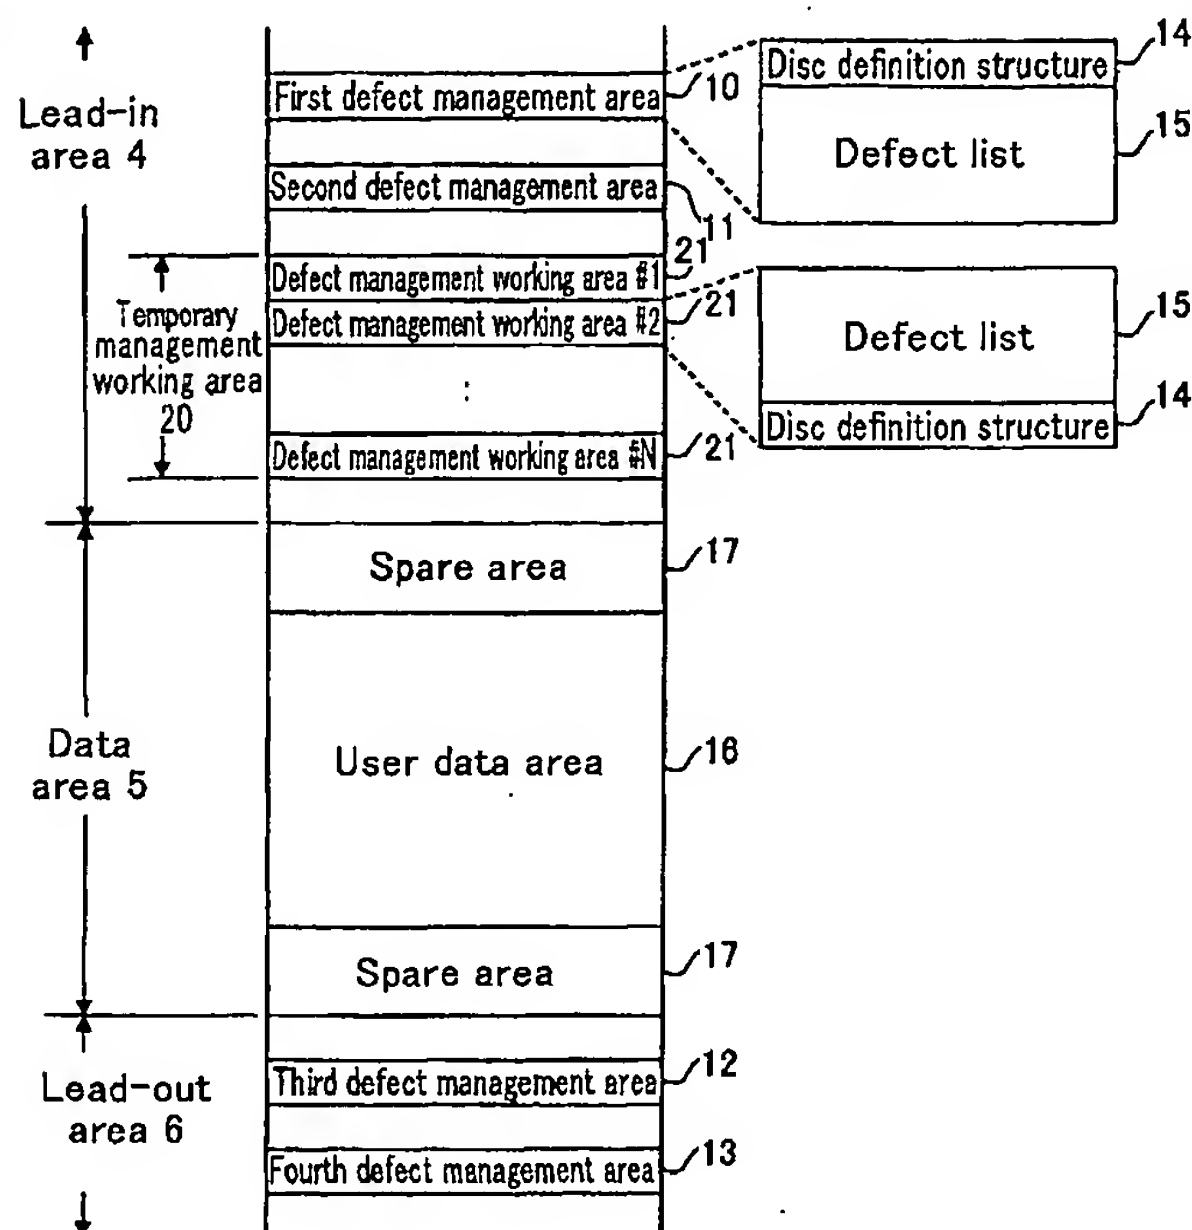 Lead-in
area 4
First defect management area
10
Disc definition structure
14
Defect list
15
Second defect management area
11
Temporary
management
working area
20
Defect management working area #1
21
Defect management working area #2
21
:
Defect management working area #N
21
Defect list
15
Disc definition structure
14
Data
area 5
Spare area
17
User data area
16
Spare area
17
Lead-out
area 6
Third defect management area
12
Fourth defect management area
13